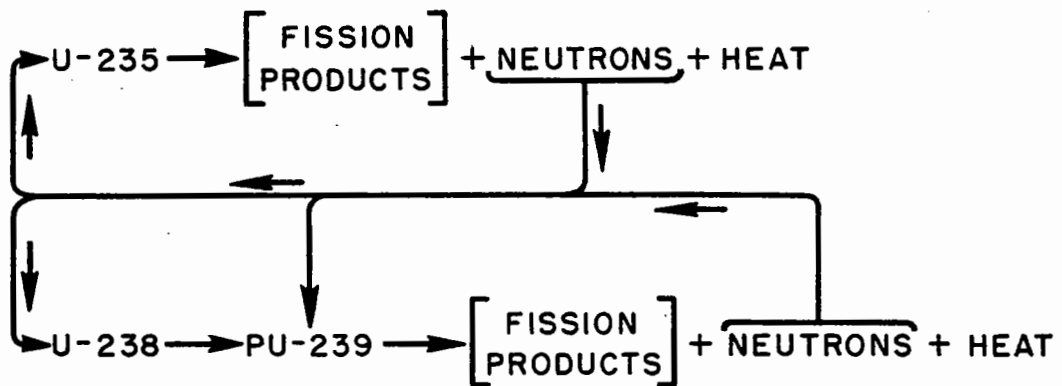 FISSION
U-235 PRODUCTS + NEUTRONS + HEAT
U-238 PU-239 FISSION
PRODUCTS + NEUTRONS + HEAT